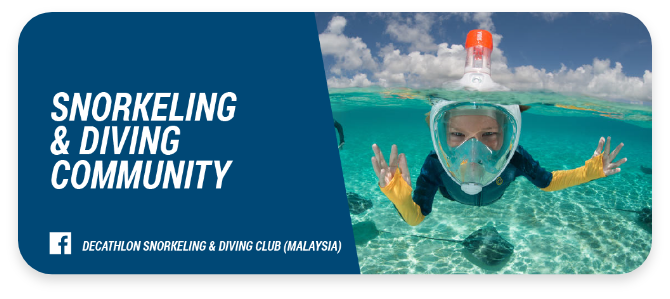 SNORKELING
& DIVING
COMMUNITY
DECATHLON SNORKELING & DIVING CLUB (MALAYSIA)